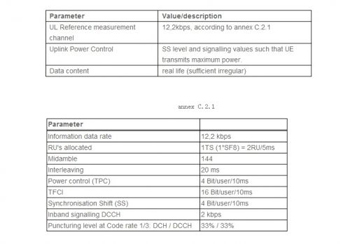 Parameter Value/description
UL Reference measurement 12.2kbps, according to annex C.2.1
channel
Uplink Power Control SS level and signalling values such that UE
transmits maximum power.
Data content real life (sufficient irregular)
annex C.2.1
Parameter
Information data rate 12.2 kbps
RU's allocated 1TS (1*SF8) = 2RU/5ms
Midamble 144
Interleaving 20 ms
Power control (TPC) 4 Bit/user/10ms
TFCI 16 Bit/user/10ms
Synchronisation Shift (SS) 4 Bit/user/10ms
Inband signalling DCCH 2 kbps
Puncturing level at Code rate 1/3: DCH / DCCH 33% / 33%